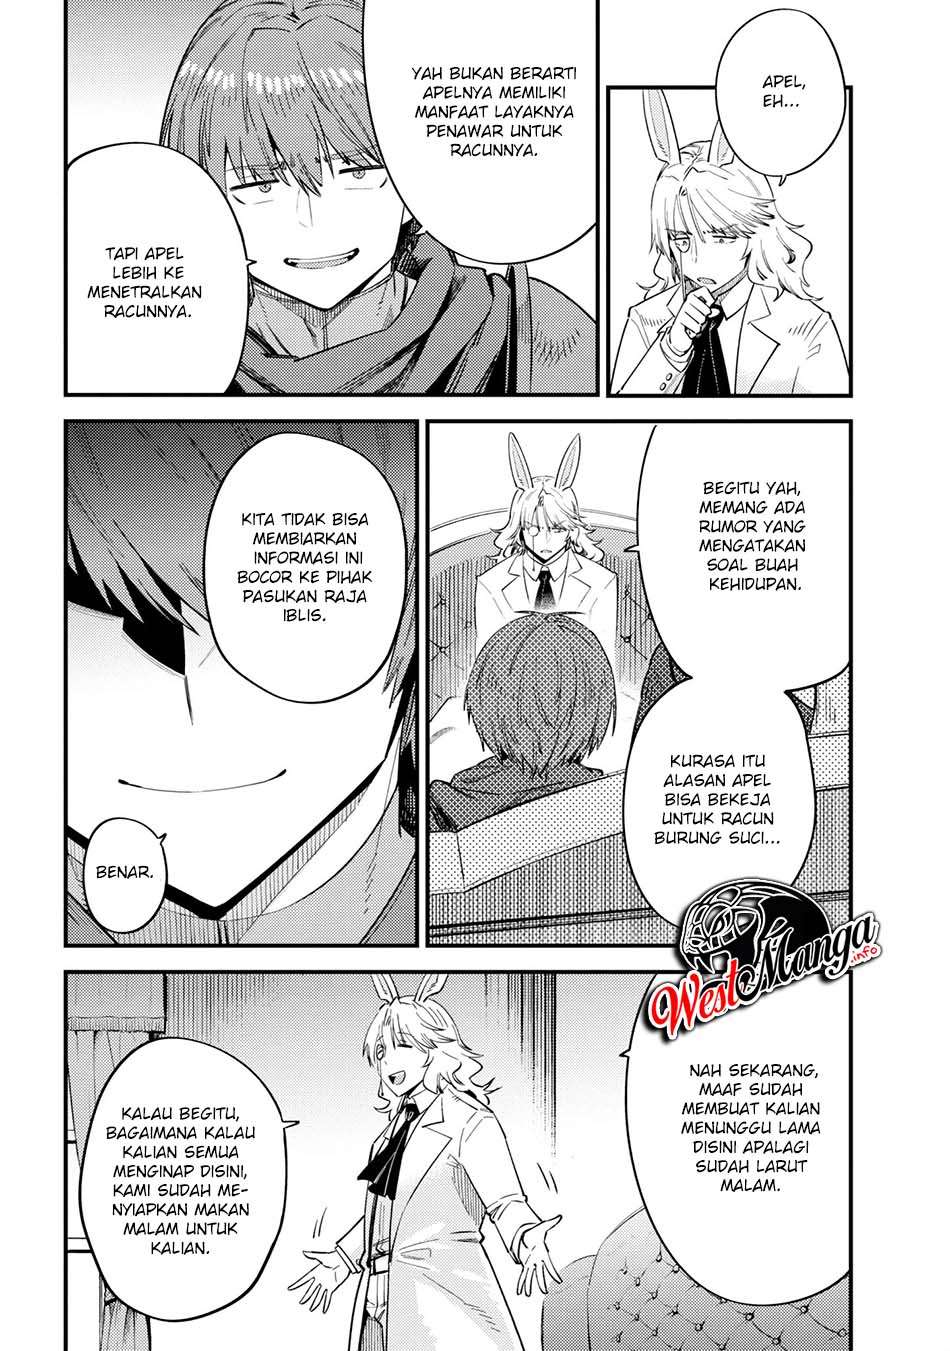 APEL,
EH...
YAH BUKAN BERARTI
APELNYA MEMILIKI
MANFAAT LAYAKNYA
PENAWAR UNTUK
RACUNNYA.
TAPI APEL
LEBIH KE
MENETRALKAN
RACUNNYA.
BEGITU YAH,
MEMANG ADA
RUMOR YANG
MENGATAKAN
SOAL BUAH
KEHIDUPAN.
KURASA ITU
ALASAN APEL
BISA BEKEJA
UNTUK RACUN
BURUNG SUCI...
KITA TIDAK BISA
MEMBIARKAN
INFORMASI INI
BOCOR KE PIHAK
PASUKAN RAJA
IBLIS.
BENAR.
WestManga
.info
NAH SEKARANG,
MAAF SUDAH
MEMBUAT KALIAN
MENUNGGU LAMA
DISINI APALAGI
SUDAH LARUT
MALAM.
KALAU BEGITU,
BAGAIMANA KALAU
KALIAN SEMUA
MENGINAP DISINI,
KAMI SUDAH ME-
NYIAPKAN MAKAN
MALAM UNTUK
KALIAN.